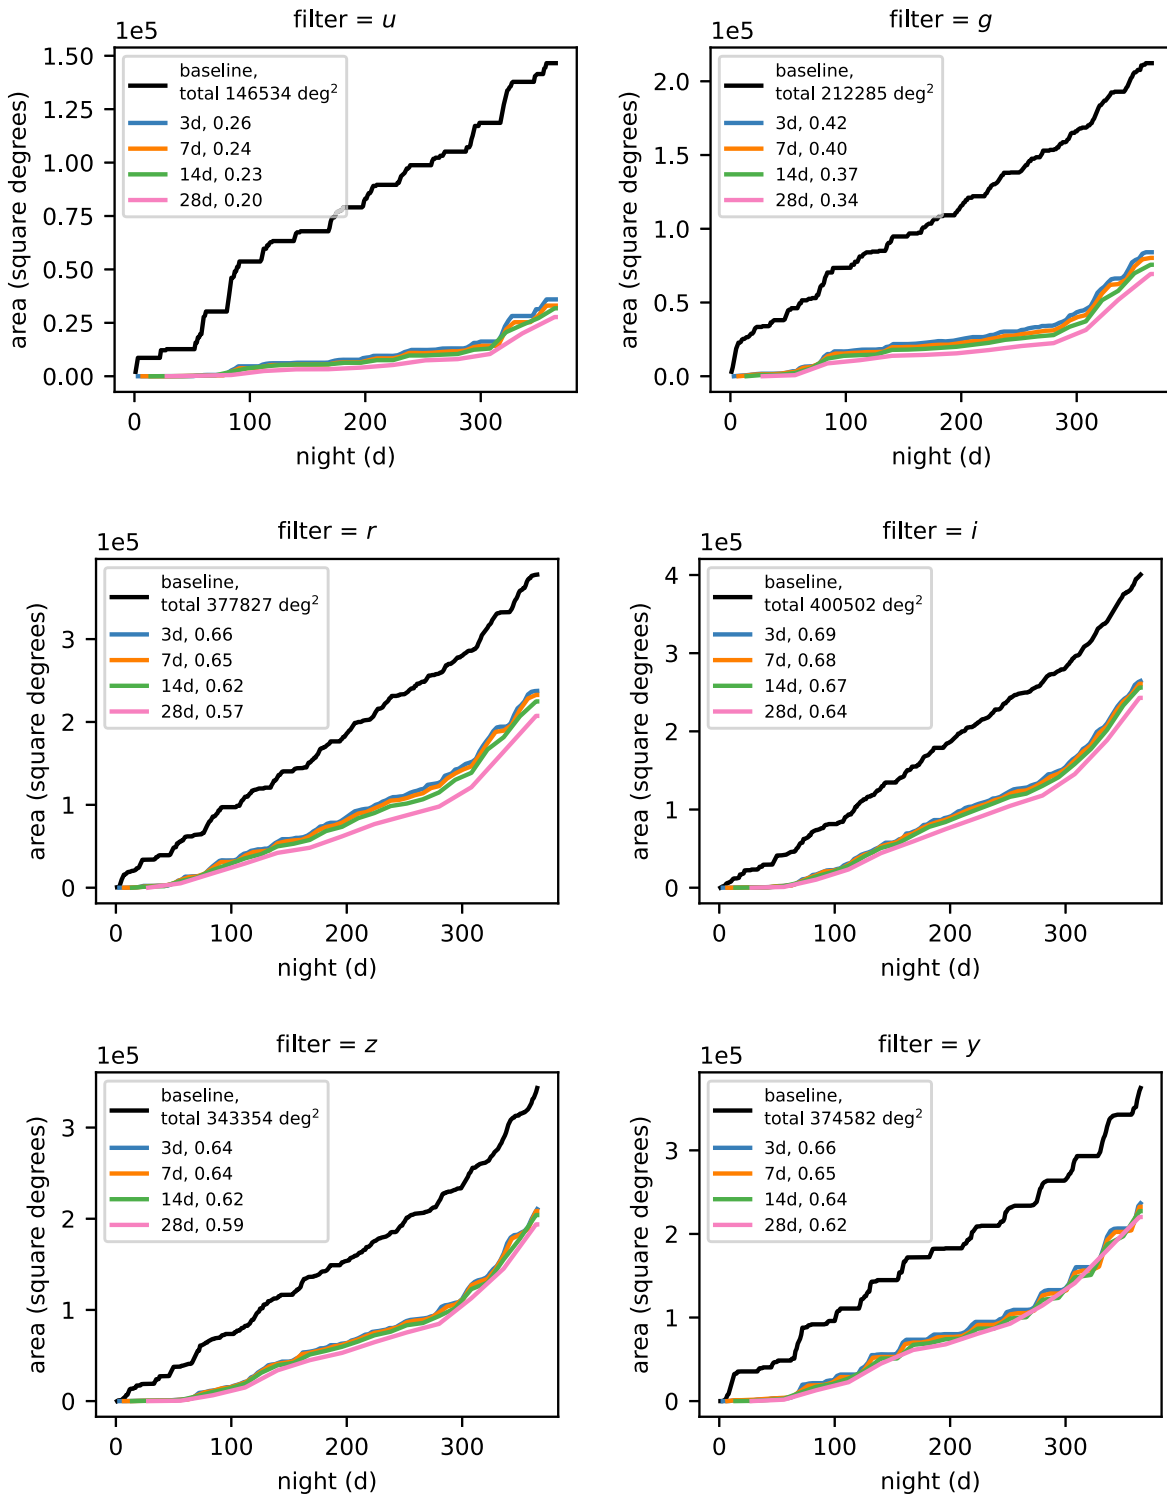 filter = u
1e5
1.50
1.25
1.00
0.75
0.50
0.25
0.00
area (square degrees)
baseline,
total 146534 deg²
3d, 0.26
7d, 0.24
14d, 0.23
28d, 0.20
0 100 200 300
night (d)
filter = g
1e5
2.0
1.5
1.0
0.5
0.0
area (square degrees)
baseline,
total 212285 deg²
3d, 0.42
7d, 0.40
14d, 0.37
28d, 0.34
0 100 200 300
night (d)
filter = r
1e5
3
2
1
0
area (square degrees)
baseline,
total 377827 deg²
3d, 0.66
7d, 0.65
14d, 0.62
28d, 0.57
0 100 200 300
night (d)
filter = i
1e5
4
3
2
1
0
area (square degrees)
baseline,
total 400502 deg²
3d, 0.69
7d, 0.68
14d, 0.67
28d, 0.64
0 100 200 300
night (d)
filter = z
1e5
3
2
1
0
area (square degrees)
baseline,
total 343354 deg²
3d, 0.64
7d, 0.64
14d, 0.62
28d, 0.59
0 100 200 300
night (d)
filter = y
1e5
3
2
1
0
area (square degrees)
baseline,
total 374582 deg²
3d, 0.66
7d, 0.65
14d, 0.64
28d, 0.62
0 100 200 300
night (d)